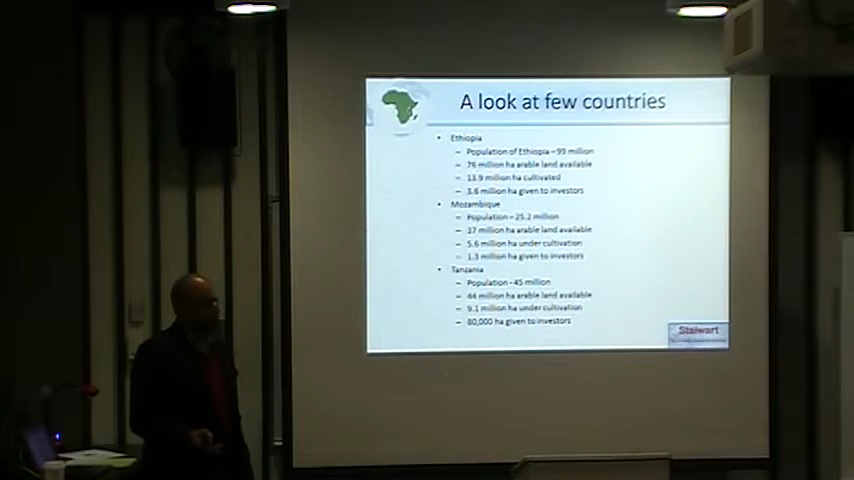 A look at few countries
• Ethiopia
– Population of Ethiopia – 99 million
– 76 million ha arable land available
– 13.9 million ha cultivated
– 3.6 million ha given to investors
• Mozambique
– Population – 25.2 million
– 37 million ha arable land available
– 5.6 million ha under cultivation
– 1.3 million ha given to investors
• Tanzania
– Population - 45 million
– 44 million ha arable land available
– 9.1 million ha under cultivation
– 80,000 ha given to investors
Stalwart